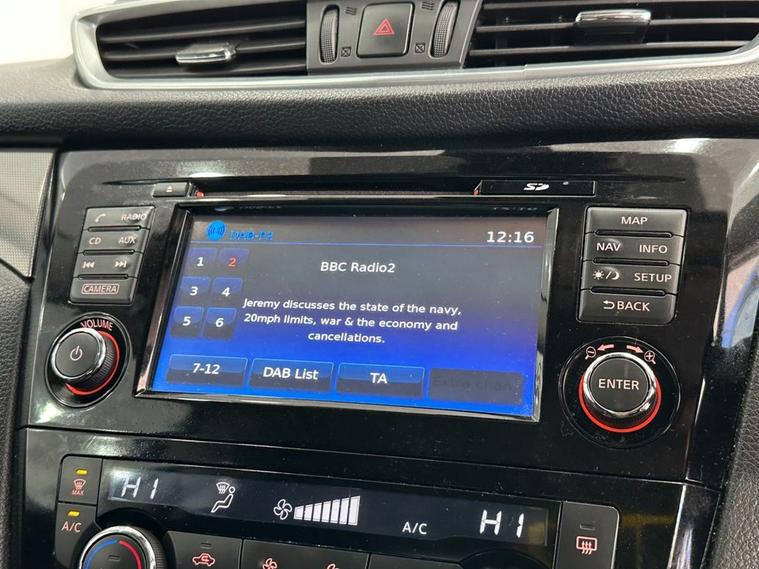 SD
RADIO
CD AUX
CAMERA
VOLUME
12:16
1 2
BBC Radio2
3 4
Jeremy discusses the state of the navy,
20mph limits, war & the economy and
cancellations.
5 6
7-12 DAB List TA
MAP
NAV INFO
SETUP
BACK
ENTER
MAX
A/C
HI
A/C
HI